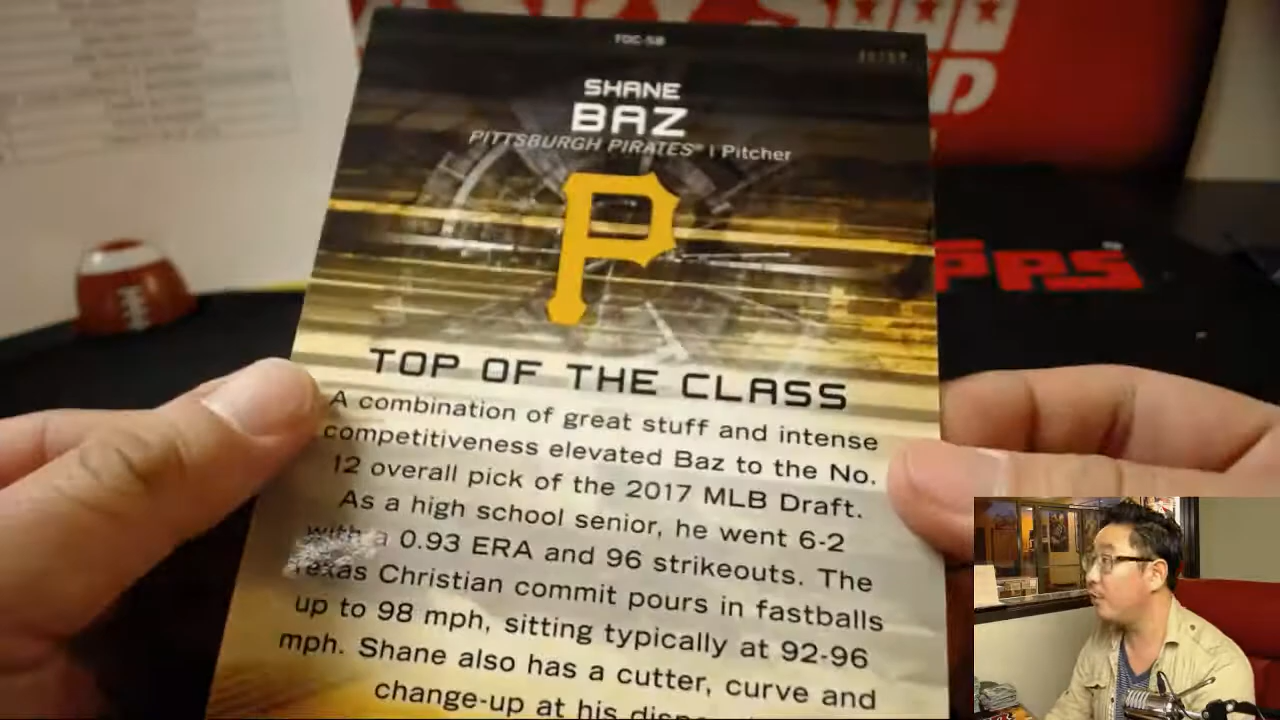 TOC-SB
SHANE
BAZ
PITTSBURGH PIRATES | Pitcher
P
TOP OF THE CLASS
A combination of great stuff and intense
competitiveness elevated Baz to the No.
12 overall pick of the 2017 MLB Draft.
As a high school senior, he went 6-2
with a 0.93 ERA and 96 strikeouts. The
Texas Christian commit pours in fastballs
up to 98 mph, sitting typically at 92-96
mph. Shane also has a cutter, curve and
change-up at his